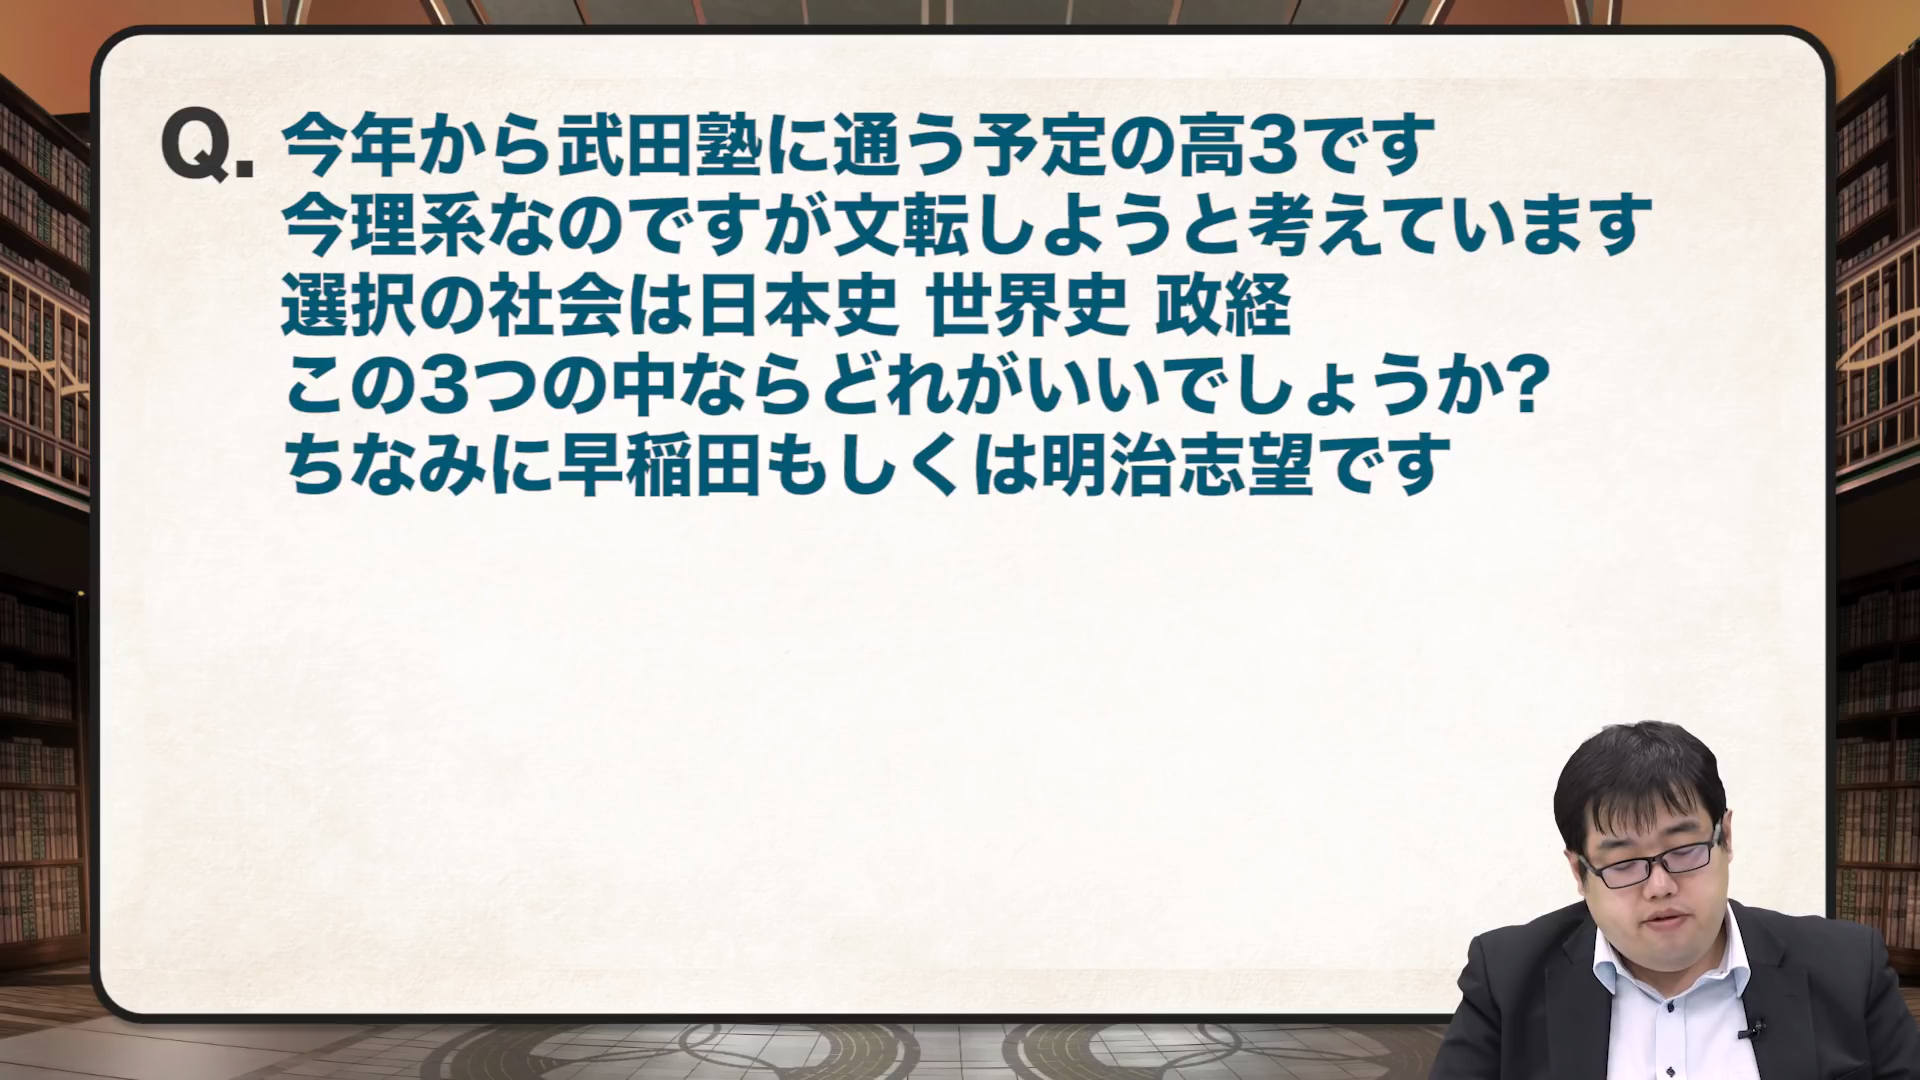 Q. 今年から武田塾に通う予定の高3です
今理系なのですが文転しようと考えています
選択の社会は日本史 世界史 政経
この3つの中ならどれがいいでしょうか?
ちなみに早稲田もしくは明治志望です